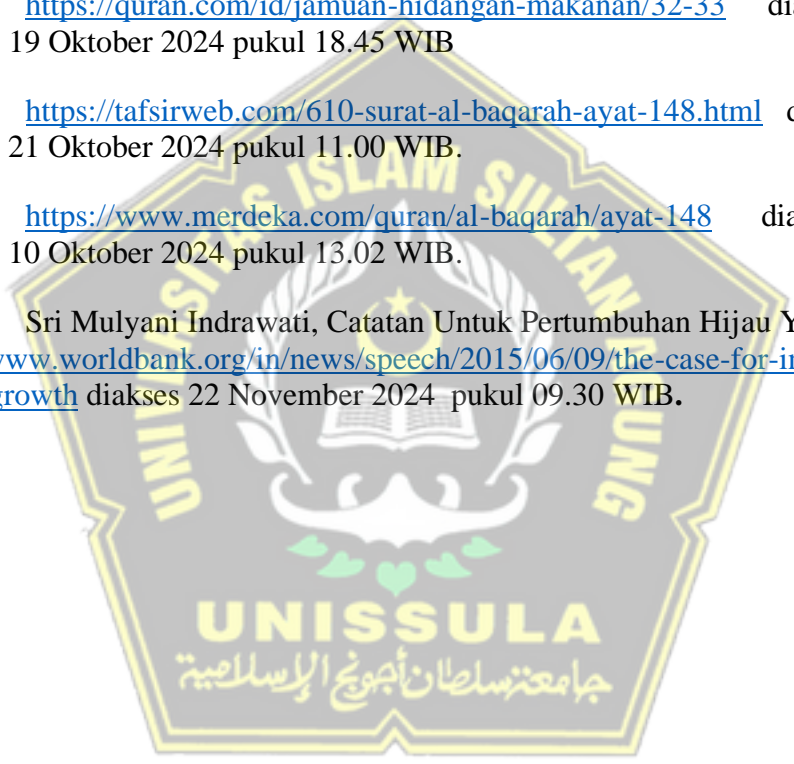 https://quran.com/id/jamuan-hidangan-makanan/32-33
19 Oktober 2024 pukul 18.45 WIB
https://tafsirweb.com/610-surat-al-baqarah-ayat-148.html
21 Oktober 2024 pukul 11.00 WIB.
https://www.merdeka.com/quran/al-baqarah/ayat-148
10 Oktober 2024 pukul 13.02 WIB.
Sri Mulyani Indrawati, Catatan Untuk Pertumbuhan Hijau
www.worldbank.org/in/news/speech/2015/06/09/the-case-for-in
growth diakses 22 November 2024 pukul 09.30 WIB.
UNIVERSITAS ISLAM SULTAN AGUNG
UNISSULA
جامعة سلطان أجونج الإسلامية